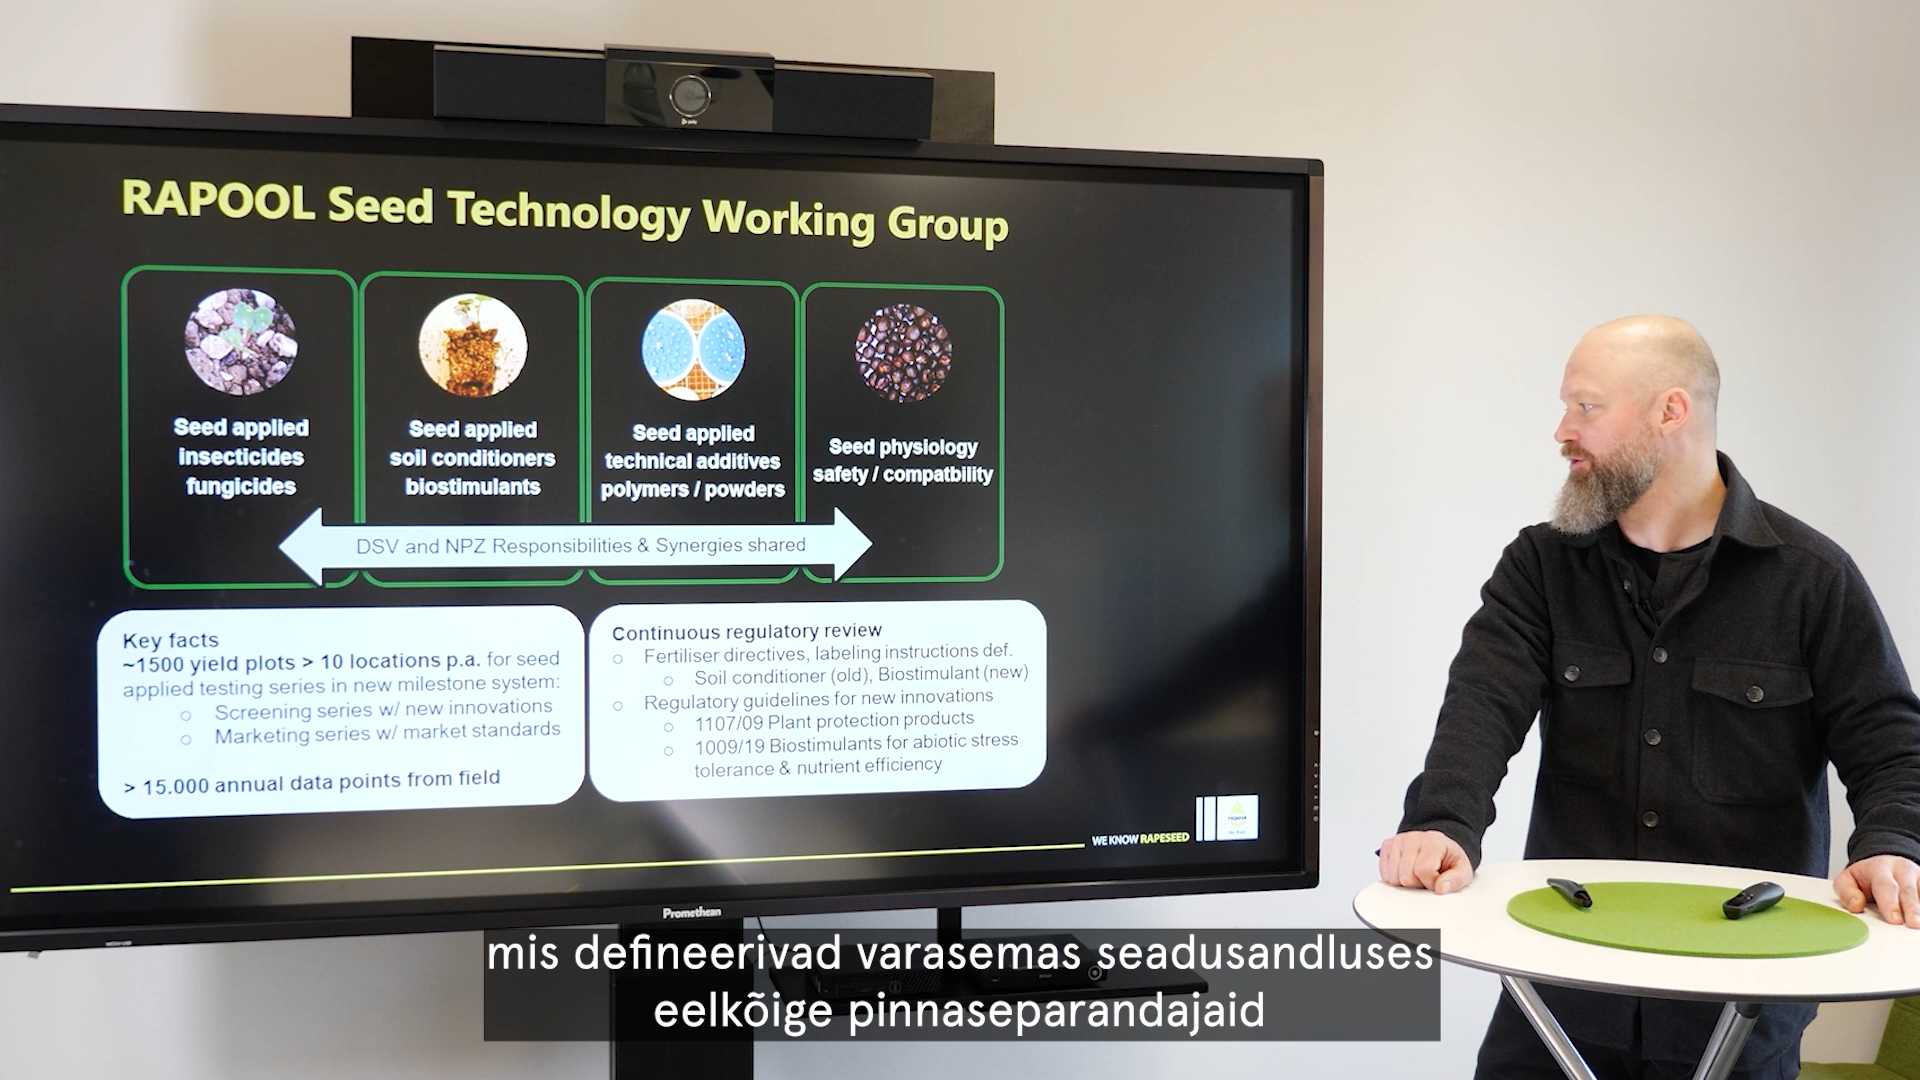 poly
RAPOOL Seed Technology Working Group
Seed applied
insecticides
fungicides
Seed applied
soil conditioners
biostimulants
Seed applied
technical additives
polymers / powders
Seed physiology
safety / compatbility
DSV and NPZ Responsibilities & Synergies shared
Key facts
~1500 yield plots > 10 locations p.a. for seed
applied testing series in new milestone system:
○ Screening series w/ new innovations
○ Marketing series w/ market standards
> 15.000 annual data points from field
Continuous regulatory review
○ Fertiliser directives, labeling instructions def.
○ Soil conditioner (old), Biostimulant (new)
○ Regulatory guidelines for new innovations
○ 1107/09 Plant protection products
○ 1009/19 Biostimulants for abiotic stress
tolerance & nutrient efficiency
WE KNOW RAPESEED
rapool
Promethean
mis defineerivad varasemas seadusandluses
eelkõige pinnaseparandajaid